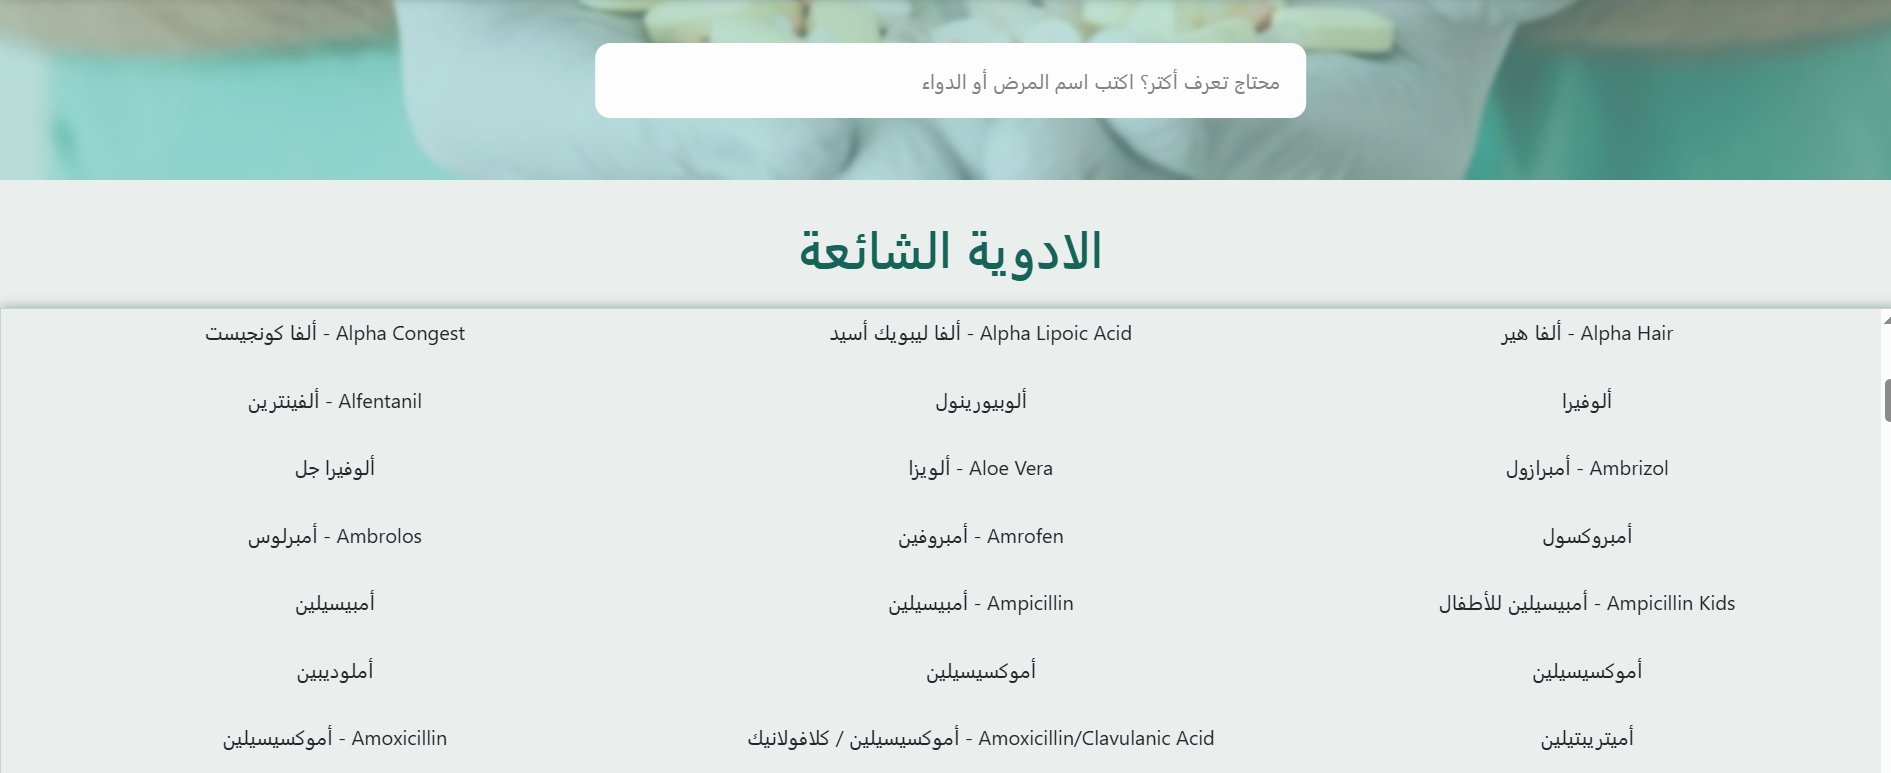 محتاج تعرف أكتر؟ اكتب اسم المرض أو الدواء
الادوية الشائعة
ألفا هير - Alpha Hair
ألفا ليبويك أسيد - Alpha Lipoic Acid
ألفا كونجيست - Alpha Congest
ألوفيرا
ألوبيورينول
ألفينترين - Alfentanil
أمبرازول - Ambrizol
ألويزا - Aloe Vera
ألوفيرا جل
أمبروكسول
أمبروفين - Amrofen
أمبرلوس - Ambrolos
أمبيسيلين للأطفال - Ampicillin Kids
أمبيسيلين - Ampicillin
أمبيسيلين
أموكسيسيلين
أموكسيسيلين
أملوديبين
أميتريبتيلين
أموكسيسيلين / كلافولانيك - Amoxicillin/Clavulanic Acid
أموكسيسيلين - Amoxicillin